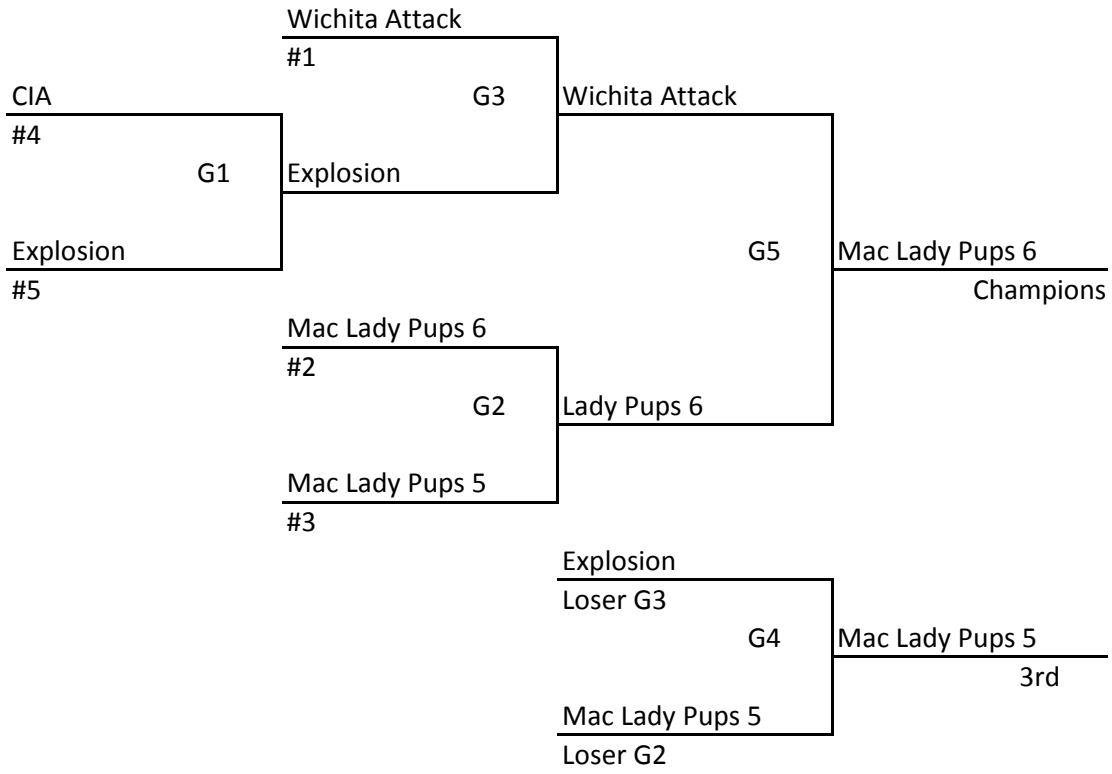 Wichita Attack
#1
CIA
G3
Wichita Attack
#4
G1
Explosion
Explosion
G5
Mac Lady Pups 6
#5
Champions
Mac Lady Pups 6
#2
G2
Lady Pups 6
Mac Lady Pups 5
#3
Explosion
Loser G3
G4
Mac Lady Pups 5
3rd
Mac Lady Pups 5
Loser G2